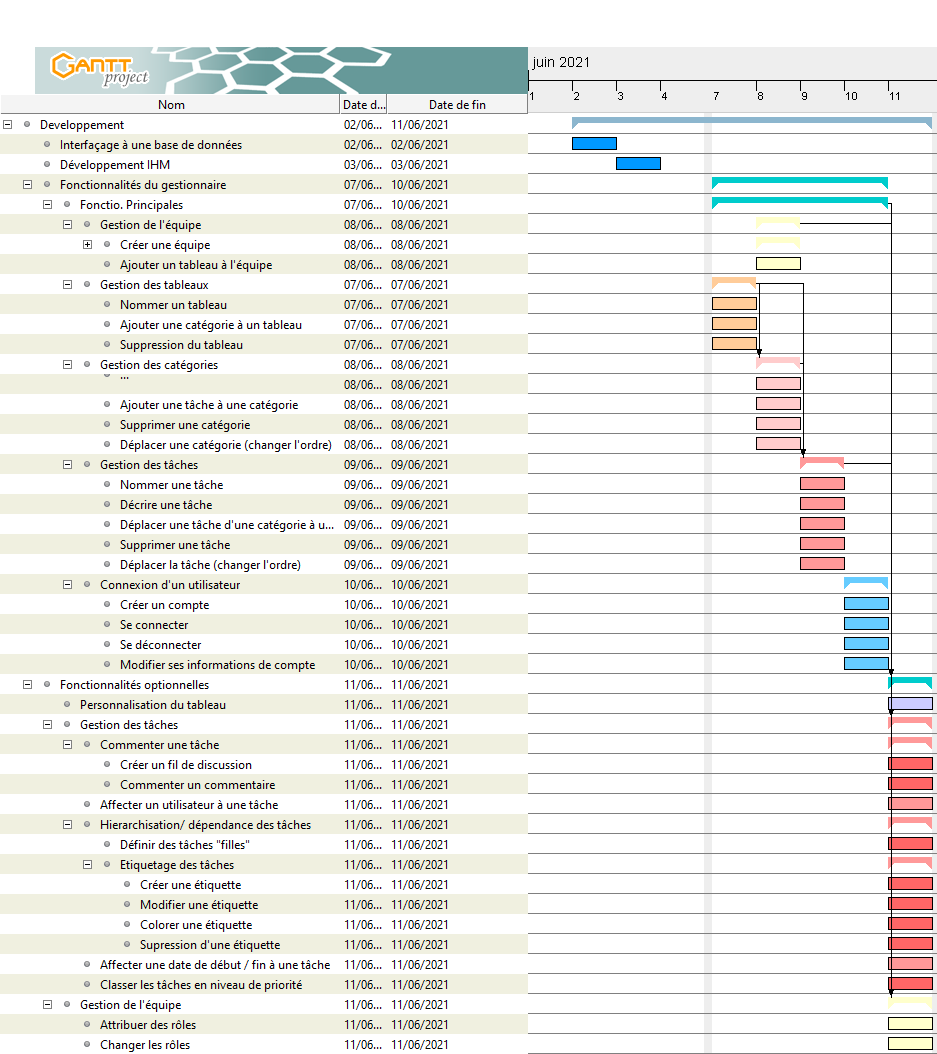 GANTT
project
juin 2021
1 2 3 4 7 8 9 10 11
Nom Date d... Date de fin
Developpement 02/06... 11/06/2021
Interfaçage à une base de données 02/06... 02/06/2021
Développement IHM 03/06... 03/06/2021
Fonctionnalités du gestionnaire 07/06... 10/06/2021
Fonctio. Principales 07/06... 10/06/2021
Gestion de l'équipe 08/06... 08/06/2021
Créer une équipe 08/06... 08/06/2021
Ajouter un tableau à l'équipe 08/06... 08/06/2021
Gestion des tableaux 07/06... 07/06/2021
Nommer un tableau 07/06... 07/06/2021
Ajouter une catégorie à un tableau 07/06... 07/06/2021
Suppression du tableau 07/06... 07/06/2021
Gestion des catégories 08/06... 08/06/2021
... 08/06... 08/06/2021
Ajouter une tâche à une catégorie 08/06... 08/06/2021
Supprimer une catégorie 08/06... 08/06/2021
Déplacer une catégorie (changer l'ordre) 08/06... 08/06/2021
Gestion des tâches 09/06... 09/06/2021
Nommer une tâche 09/06... 09/06/2021
Décrire une tâche 09/06... 09/06/2021
Déplacer une tâche d'une catégorie à u... 09/06... 09/06/2021
Supprimer une tâche 09/06... 09/06/2021
Déplacer la tâche (changer l'ordre) 09/06... 09/06/2021
Connexion d'un utilisateur 10/06... 10/06/2021
Créer un compte 10/06... 10/06/2021
Se connecter 10/06... 10/06/2021
Se déconnecter 10/06... 10/06/2021
Modifier ses informations de compte 10/06... 10/06/2021
Fonctionnalités optionnelles 11/06... 11/06/2021
Personnalisation du tableau 11/06... 11/06/2021
Gestion des tâches 11/06... 11/06/2021
Commenter une tâche 11/06... 11/06/2021
Créer un fil de discussion 11/06... 11/06/2021
Commenter un commentaire 11/06... 11/06/2021
Affecter un utilisateur à une tâche 11/06... 11/06/2021
Hierarchisation/ dépendance des tâches 11/06... 11/06/2021
Définir des tâches "filles" 11/06... 11/06/2021
Etiquetage des tâches 11/06... 11/06/2021
Créer une étiquette 11/06... 11/06/2021
Modifier une étiquette 11/06... 11/06/2021
Colorer une étiquette 11/06... 11/06/2021
Supression d'une étiquette 11/06... 11/06/2021
Affecter une date de début / fin à une tâche 11/06... 11/06/2021
Classer les tâches en niveau de priorité 11/06... 11/06/2021
Gestion de l'équipe 11/06... 11/06/2021
Attribuer des rôles 11/06... 11/06/2021
Changer les rôles 11/06... 11/06/2021